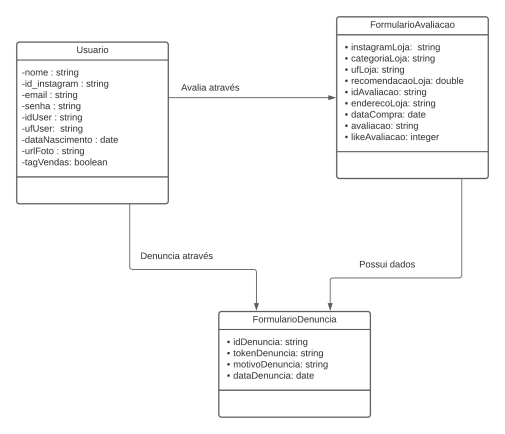 Usuario
-nome : string
-id_instagram : string
-email : string
-senha : string
-idUser : string
-ufUser:  string
-dataNascimento : date
-urlFoto : string
-tagVendas: boolean
Avalia através
FormularioAvaliacao
• instagramLoja:  string
• categoriaLoja: string
• ufLoja: string
• recomendacaoLoja: double
• idAvaliacao: string
• enderecoLoja: string
• dataCompra: date
• avaliacao: string
• likeAvaliacao: integer
Denuncia através
Possui dados
FormularioDenuncia
• idDenuncia: string
• tokenDenuncia: string
• motivoDenuncia: string
• dataDenuncia: date